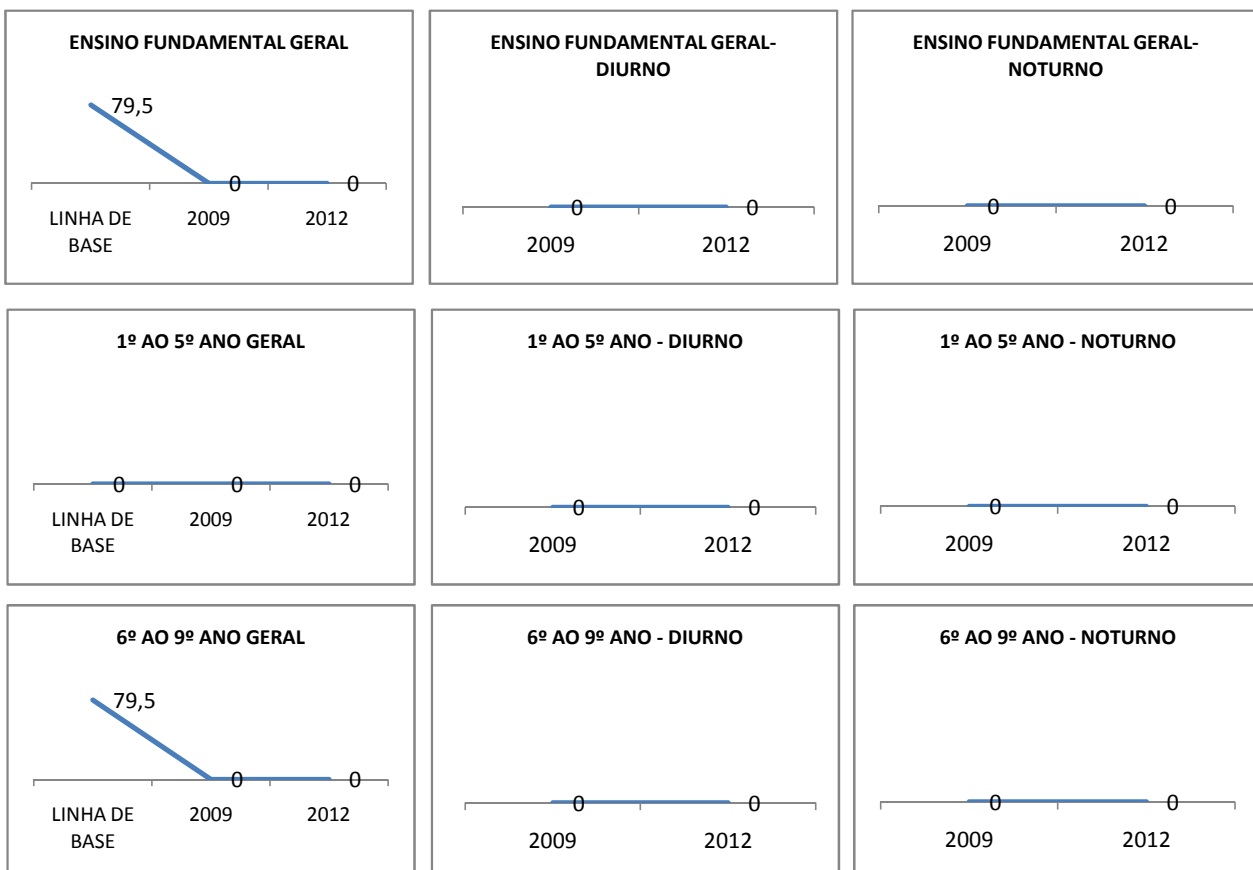 ENSINO FUNDAMENTAL GERAL
79,5
0
0
LINHA DE
BASE
2009
2012
ENSINO FUNDAMENTAL GERAL-
DIURNO
0
0
2009
2012
ENSINO FUNDAMENTAL GERAL-
NOTURNO
0
0
2009
2012
1º AO 5º ANO GERAL
0
0
0
LINHA DE
BASE
2009
2012
1º AO 5º ANO - DIURNO
0
0
2009
2012
1º AO 5º ANO - NOTURNO
0
0
2009
2012
6º AO 9º ANO GERAL
79,5
0
0
LINHA DE
BASE
2009
2012
6º AO 9º ANO - DIURNO
0
0
2009
2012
6º AO 9º ANO - NOTURNO
0
0
2009
2012